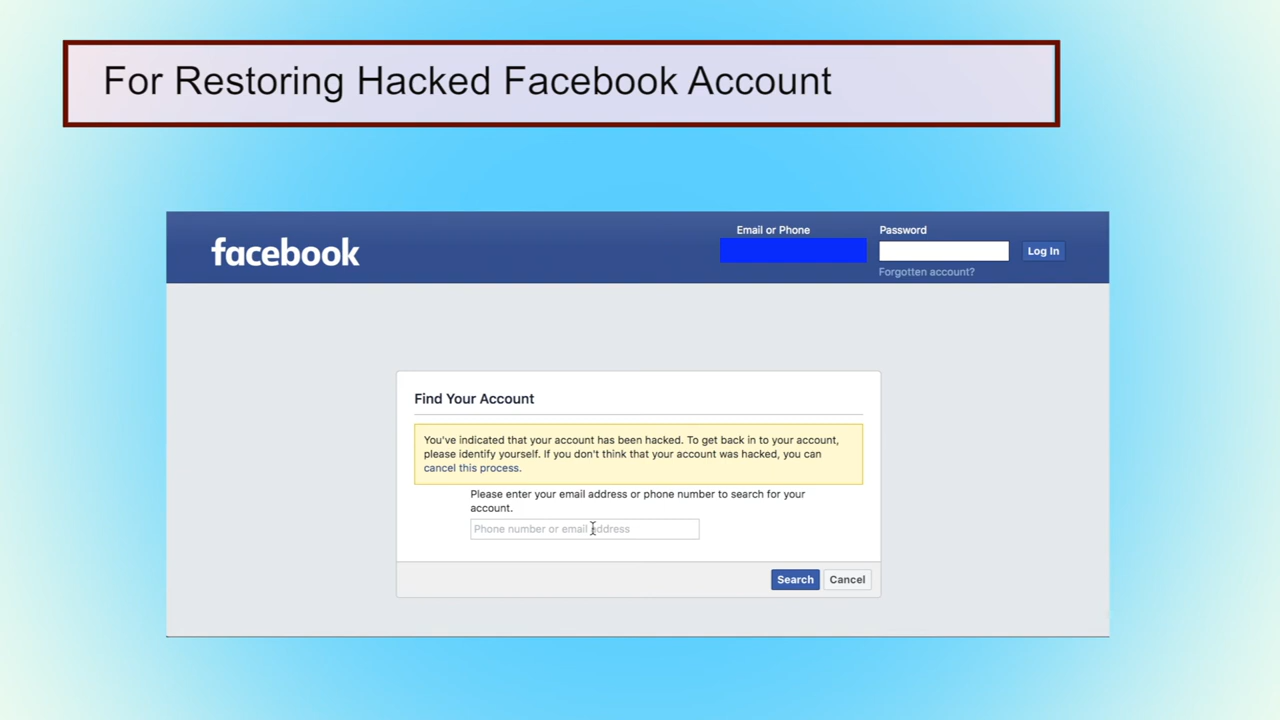 For Restoring Hacked Facebook Account
Email or Phone
Password
facebook
Log In
Forgotten account?
Find Your Account
You've indicated that your account has been hacked. To get back in to your account,
please identify yourself. If you don't think that your account was hacked, you can
cancel this process.
Please enter your email address or phone number to search for your
account.
Phone number or email address
Search
Cancel